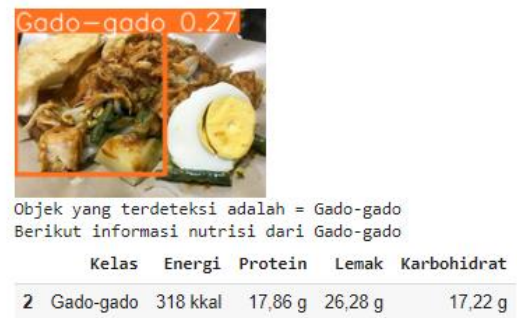 Gado-gado 0.27
Objek yang terdeteksi adalah = Gado-gado
Berikut informasi nutrisi dari Gado-gado
Kelas Energi Protein Lemak Karbohidrat
2 Gado-gado 318 kkal 17,86 g 26,28 g 17,22 g